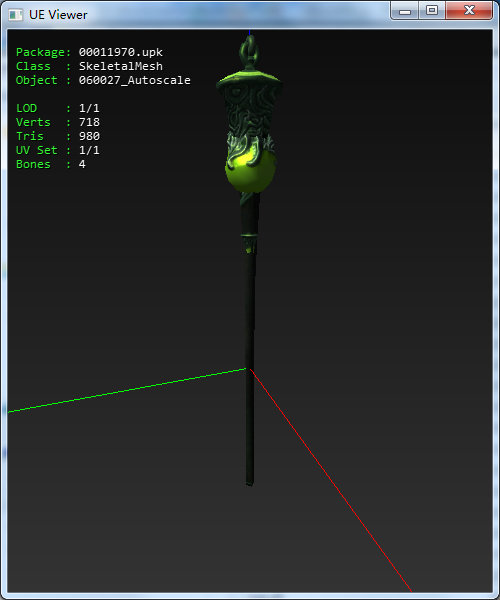 UE Viewer
Package: 00011970.upk
Class : SkeletalMesh
Object : 060027_Autoscale
LOD : 1/1
Verts : 718
Tris : 980
UV Set : 1/1
Bones : 4